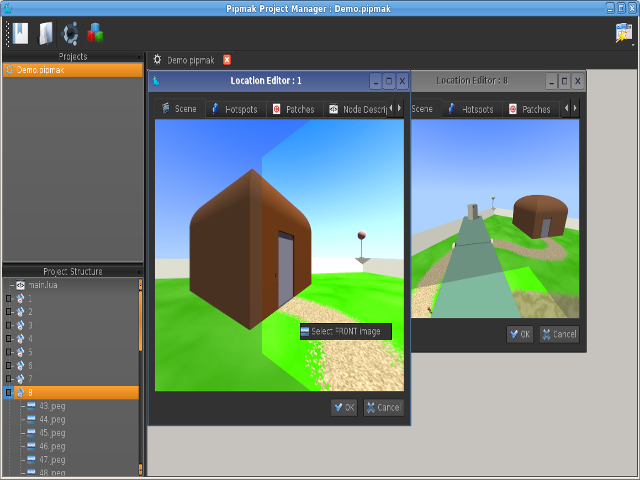 Pipmak Project Manager : Demo.pipmak
Projects
Demo.pipmak
Demo.pipmak
Location Editor : 1
Scene
Hotspots
Patches
Node Descrip
Select FRONT image
OK
Cancel
Location Editor : 8
Scene
Hotspots
Patches
OK
Cancel
Project Structure
main.lua
1
2
3
4
5
6
7
8
43.jpeg
44.jpeg
45.jpeg
46.jpeg
47.jpeg
48.jpeg